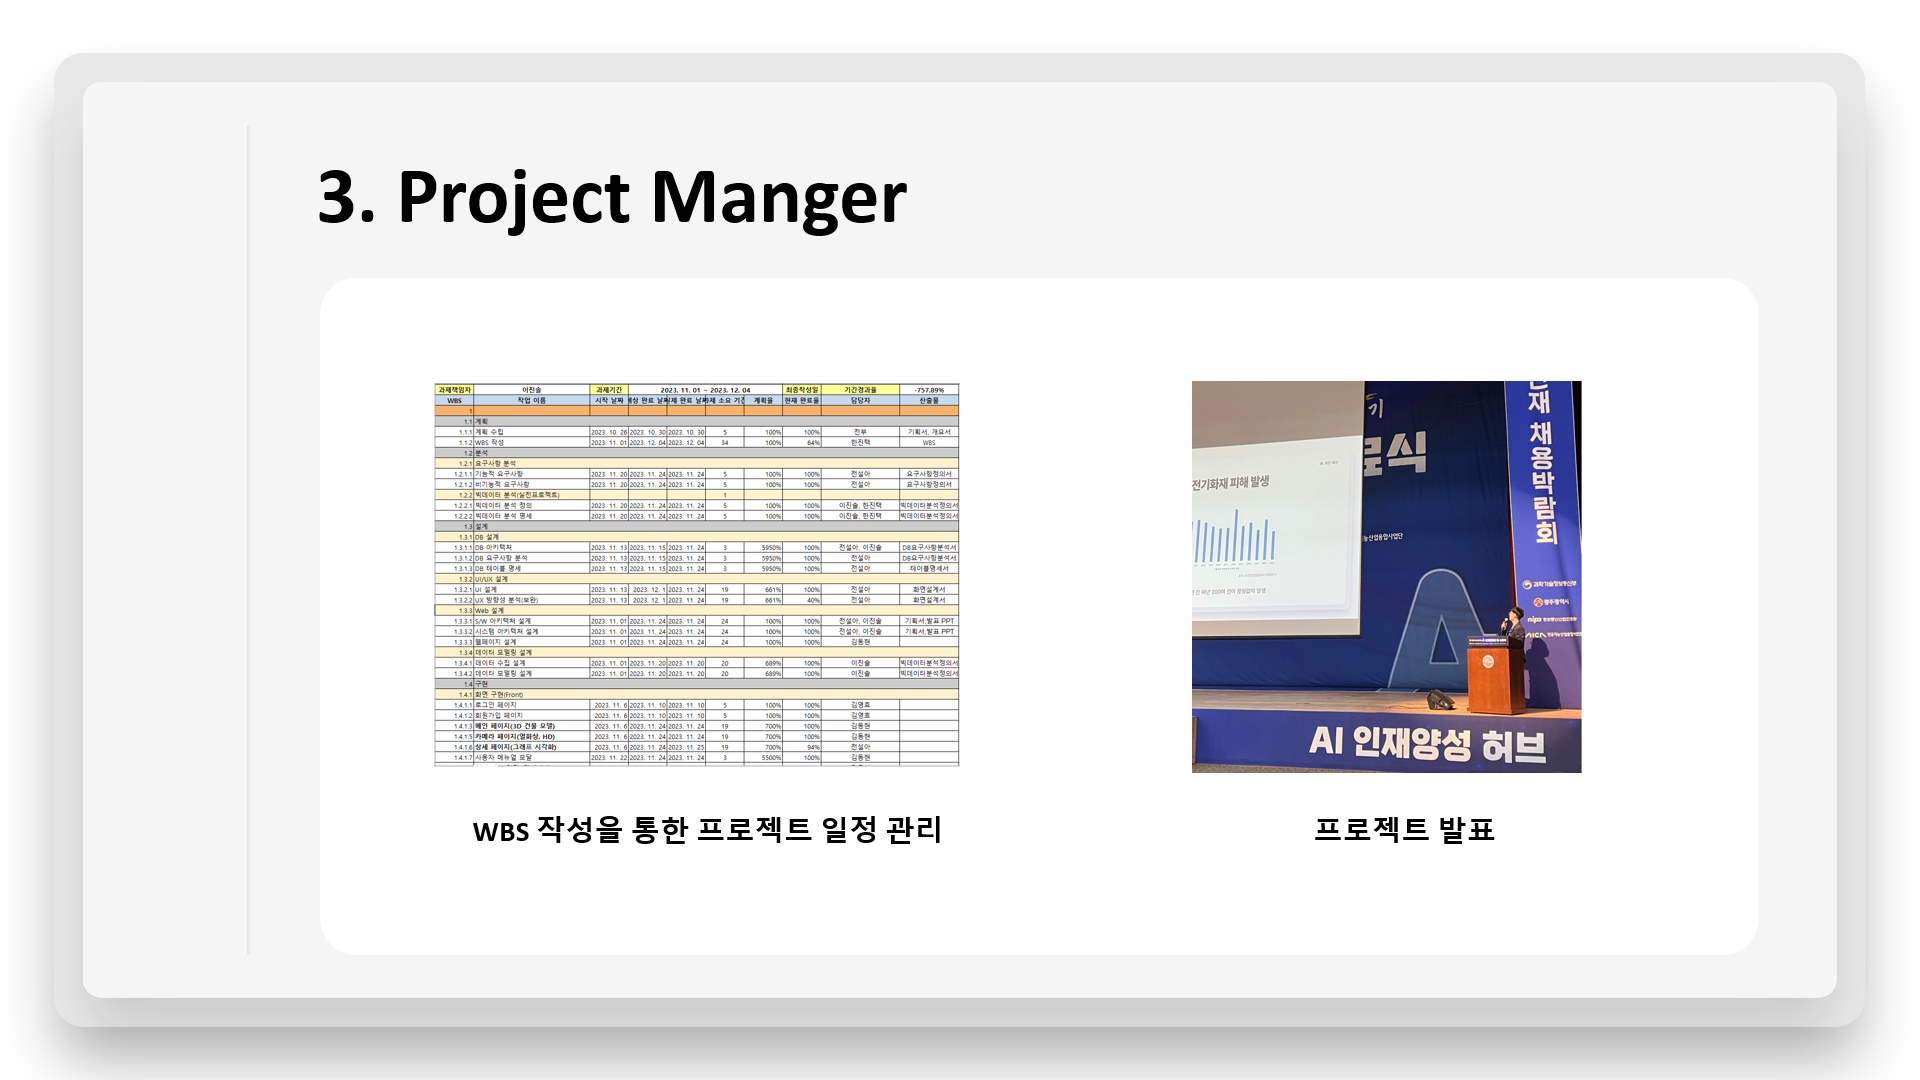 3. Project Manger
과제책임자 이진솔 과제기간 2023. 11. 01 ~ 2023. 12. 04 최종작성일 기간경과율 -757.89%
WBS 작업 이름 시작 날짜 완료 날짜 완료 날짜 소요 기간 계획율 현재 완료율 담당자 산출물
1
1.1 계획
1.1.1 계획 수립 2023. 10. 26 2023. 10. 30 2023. 10. 30 5 100% 100% 전부 기획서, 개요서
1.1.2 WBS 작성 2023. 11. 01 2023. 12. 04 2023. 12. 04 34 100% 64% 한진택 WBS
1.2 분석
1.2.1 요구사항 분석
1.2.1.1 기능적 요구사항 2023. 11. 20 2023. 11. 24 2023. 11. 24 5 100% 100% 전설아 요구사항정의서
1.2.1.2 비기능적 요구사항 2023. 11. 20 2023. 11. 24 2023. 11. 24 5 100% 100% 전설아 요구사항정의서
1.2.2 빅데이터 분석(실전프로젝트) 1
1.2.2.1 빅데이터 분석 정의 2023. 11. 20 2023. 11. 24 2023. 11. 24 5 100% 100% 이진솔, 한진택 빅데이터분석정의서
1.2.2.2 빅데이터 분석 명세 2023. 11. 20 2023. 11. 24 2023. 11. 24 5 100% 100% 이진솔, 한진택 빅데이터분석정의서
1.3 설계
1.3.1 DB 설계
1.3.1.1 DB 아키텍처 2023. 11. 13 2023. 11. 15 2023. 11. 24 3 5950% 100% 전설아, 이진솔 DB요구사항분석서
1.3.1.2 DB 요구사항 분석 2023. 11. 13 2023. 11. 15 2023. 11. 24 3 5950% 100% 전설아 DB요구사항분석서
1.3.1.3 DB 테이블 명세 2023. 11. 13 2023. 11. 15 2023. 11. 24 3 5950% 100% 전설아 테이블명세서
1.3.2 UI/UX 설계
1.3.2.1 UI 설계 2023. 11. 13 2023. 12. 1 2023. 11. 24 19 661% 100% 전설아 화면설계서
1.3.2.2 UX 방향성 분석(보완) 2023. 11. 13 2023. 12. 1 2023. 11. 24 19 661% 40% 전설아 화면설계서
1.3.3 Web 설계
1.3.3.1 S/W 아키텍처 설계 2023. 11. 01 2023. 11. 24 2023. 11. 24 24 100% 100% 전설아, 이진솔 기획서,발표 PPT
1.3.3.2 시스템 아키텍처 설계 2023. 11. 01 2023. 11. 24 2023. 11. 24 24 100% 100% 전설아, 이진솔 기획서,발표 PPT
1.3.3.3 웹페이지 설계 2023. 11. 01 2023. 11. 24 2023. 11. 24 24 100% 100% 김동현
1.3.4 데이터 모델링 설계
1.3.4.1 데이터 수집 설계 2023. 11. 01 2023. 11. 20 2023. 11. 20 20 689% 100% 이진솔 빅데이터분석정의서
1.3.4.2 데이터 모델링 설계 2023. 11. 01 2023. 11. 20 2023. 11. 20 20 689% 100% 이진솔 빅데이터분석정의서
1.4 구현
1.4.1 화면 구현(Front)
1.4.1.1 로그인 페이지 2023. 11. 6 2023. 11. 10 2023. 11. 10 5 100% 100% 김명효
1.4.1.2 회원가입 페이지 2023. 11. 6 2023. 11. 10 2023. 11. 10 5 100% 100% 김명효
1.4.1.3 메인 페이지(3D 건물 모델) 2023. 11. 6 2023. 11. 24 2023. 11. 24 19 700% 100% 김동현
1.4.1.5 카메라 페이지(열화상, HD) 2023. 11. 6 2023. 11. 24 2023. 11. 24 19 700% 100% 김동현
1.4.1.6 상세 페이지(그래프 시각화) 2023. 11. 6 2023. 11. 24 2023. 11. 25 19 700% 94% 전설아
1.4.1.7 사용자 메뉴얼 모달 2023. 11. 22 2023. 11. 24 2023. 11. 24 3 5500% 100% 김동현
기
료식
전기화재 피해 발생
간 매년 200여 건이 끊임없이 발생
인재 채용박람회
과학기술정보통신부
광주광역시
nipa
AI 인재양성 허브
WBS 작성을 통한 프로젝트 일정 관리
프로젝트 발표